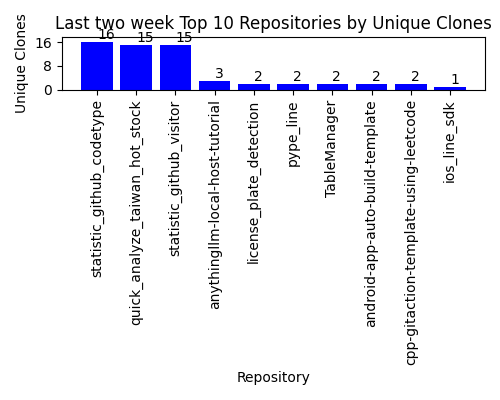 Last two week Top 10 Repositories by Unique Clones
Unique Clones
16
8
0
16
15
15
3
2
2
2
2
2
1
statistic_github_codetype
quick_analyze_taiwan_hot_stock
statistic_github_visitor
anythingllm-local-host-tutorial
license_plate_detection
pype_line
TableManager
android-app-auto-build-template
cpp-gitaction-template-using-leetcode
ios_line_sdk
Repository